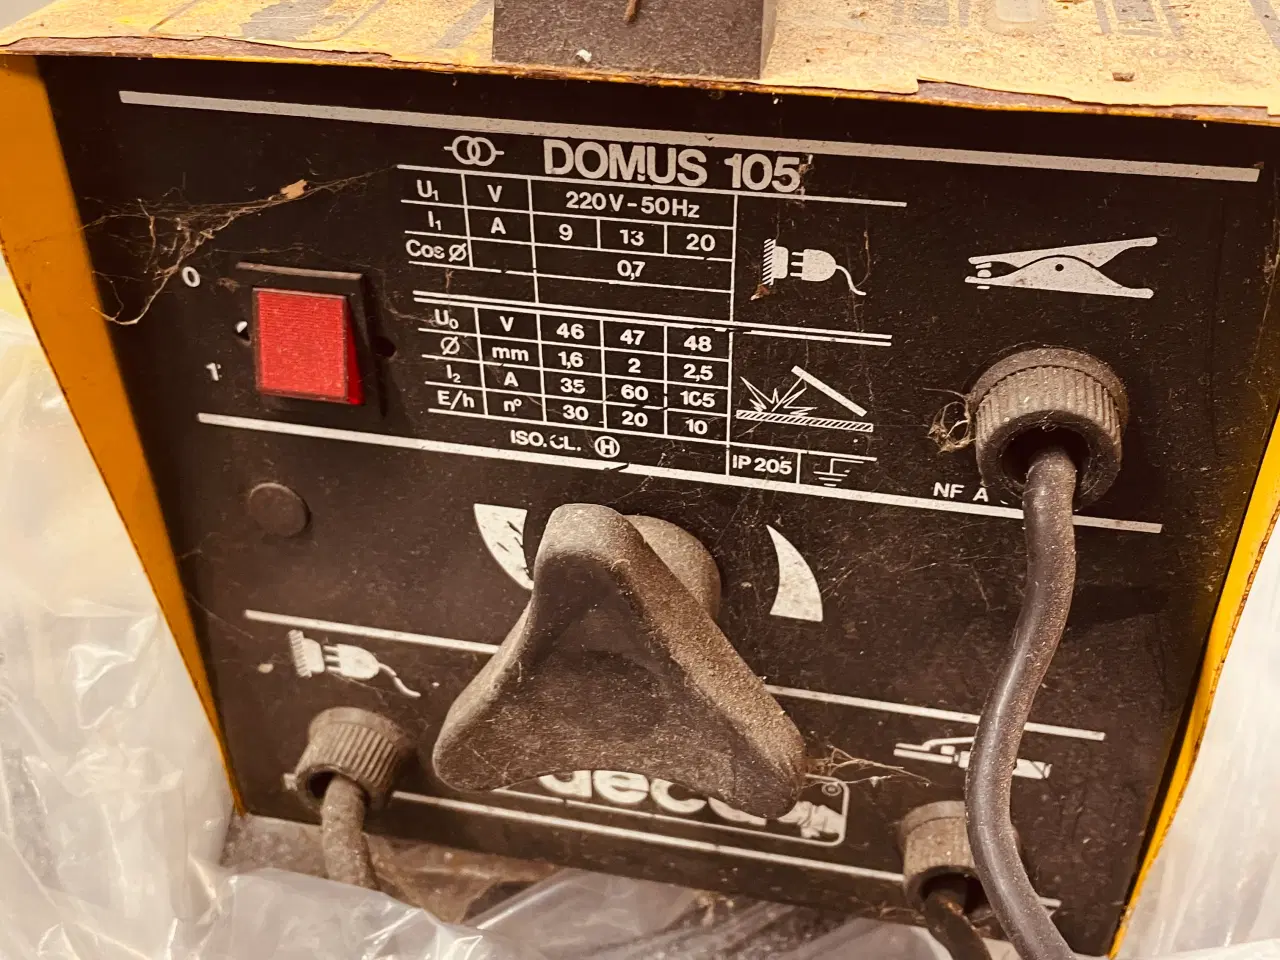 DOMUS 105
U₁ V 220V-50Hz
I₁ A 9 13 20
Cos Ø 0,7
0
U₀ V 46 47 48
Ø mm 1,6 2 2,5
1
I₂ A 35 60 105
E/h nº 30 20 10
ISO.CL. H
IP 205
NF A
deca